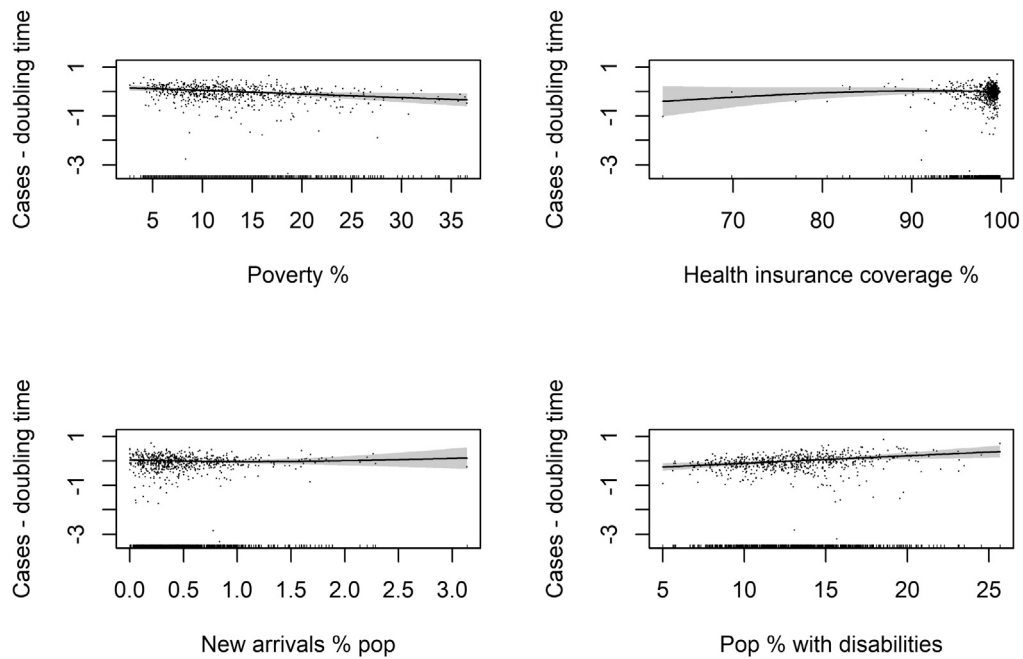 Cases - doubling time
1
-1
-3
5 10 15 20 25 30 35
Poverty %
Cases - doubling time
1
-1
-3
70 80 90 100
Health insurance coverage %
Cases - doubling time
1
-1
-3
0.0 0.5 1.0 1.5 2.0 2.5 3.0
New arrivals % pop
Cases - doubling time
1
-1
-3
5 10 15 20 25
Pop % with disabilities